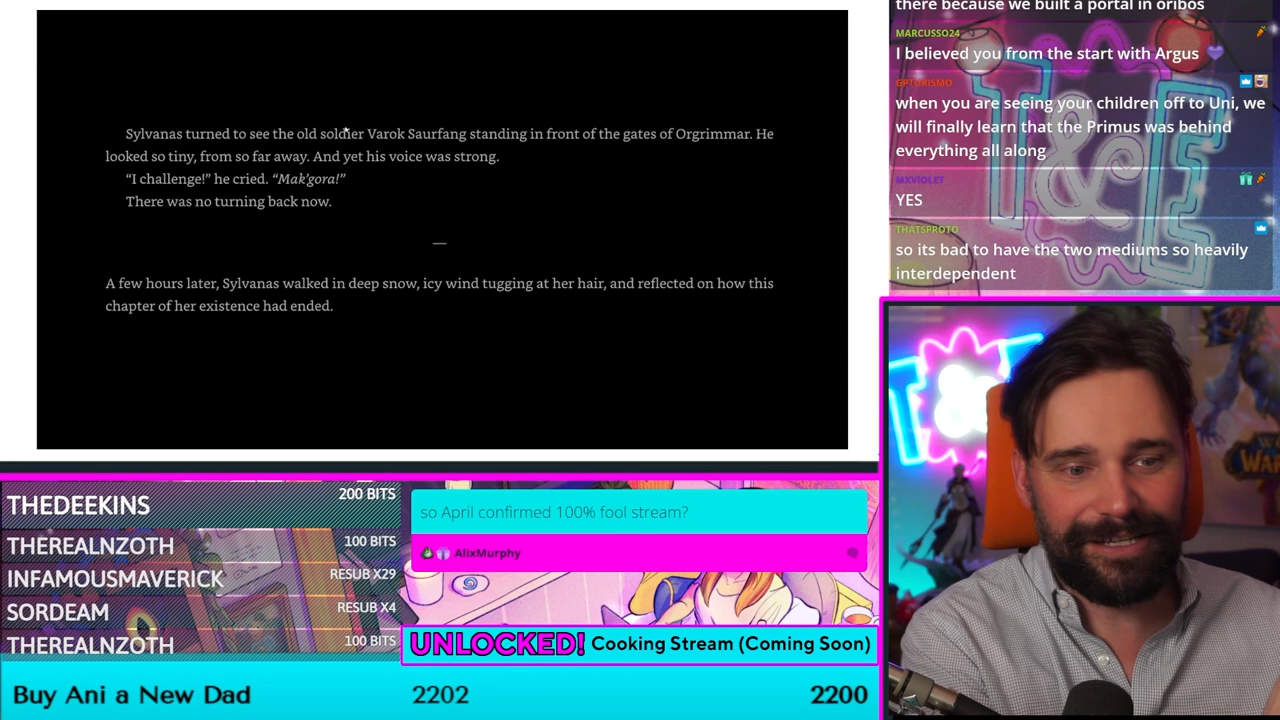 Sylvanas turned to see the old soldier Varok Saurfang standing in front of the gates of Orgrimmar. He
looked so tiny, from so far away. And yet his voice was strong.
“I challenge!” he cried. “Mak'gora!”
There was no turning back now.
—
A few hours later, Sylvanas walked in deep snow, icy wind tugging at her hair, and reflected on how this
chapter of her existence had ended.
there because we built a portal in oribos
MARCUSSO24
I believed you from the start with Argus
GPTORISMO
when you are seeing your children off to Uni, we
will finally learn that the Primus was behind
everything all along
MXVIOLET
YES
THATSPROTO
so its bad to have the two mediums so heavily
interdependent
T&E
THEDEEKINS 200 BITS
THEREALNZOTH 100 BITS
INFAMOUSMAVERICK RESUB X29
SORDEAM RESUB X4
THEREALNZOTH 100 BITS
so April confirmed 100% fool stream?
AlixMurphy
UNLOCKED! Cooking Stream (Coming Soon)
Buy Ani a New Dad 2202 2200